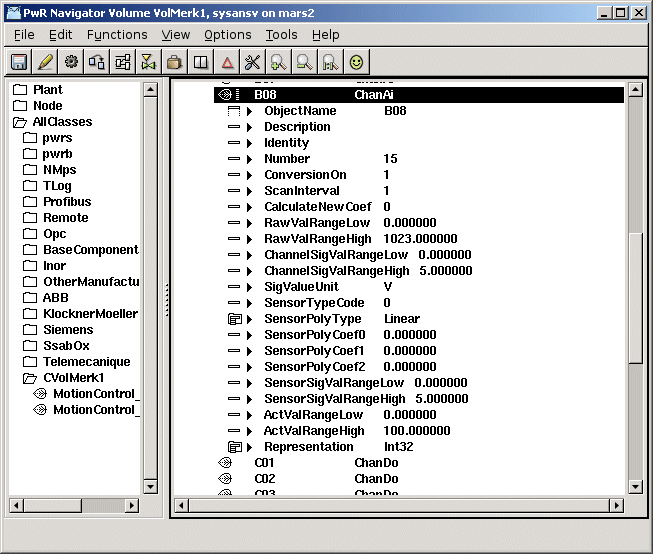 PwR Navigator Volume VolMerk1, sysansv on mars2
File Edit Functions View Options Tools Help
Plant
Node
AllClasses
pwrs
pwrb
NMps
TLog
Profibus
Remote
Opc
BaseComponent
Inor
OtherManufactu
ABB
KlocknerMoeller
Siemens
SsabOx
Telemecanique
CVolMerk1
MotionControl_
MotionControl_
B08 ChanAi
ObjectName B08
Description
Identity
Number 15
ConversionOn 1
ScanInterval 1
CalculateNewCoef 0
RawValRangeLow 0.000000
RawValRangeHigh 1023.000000
ChannelSigValRangeLow 0.000000
ChannelSigValRangeHigh 5.000000
SigValueUnit V
SensorTypeCode 0
SensorPolyType Linear
SensorPolyCoef0 0.000000
SensorPolyCoef1 0.000000
SensorPolyCoef2 0.000000
SensorSigValRangeLow 0.000000
SensorSigValRangeHigh 5.000000
ActValRangeLow 0.000000
ActValRangeHigh 100.000000
Representation Int32
C01 ChanDo
C02 ChanDo
C03 ChanDo